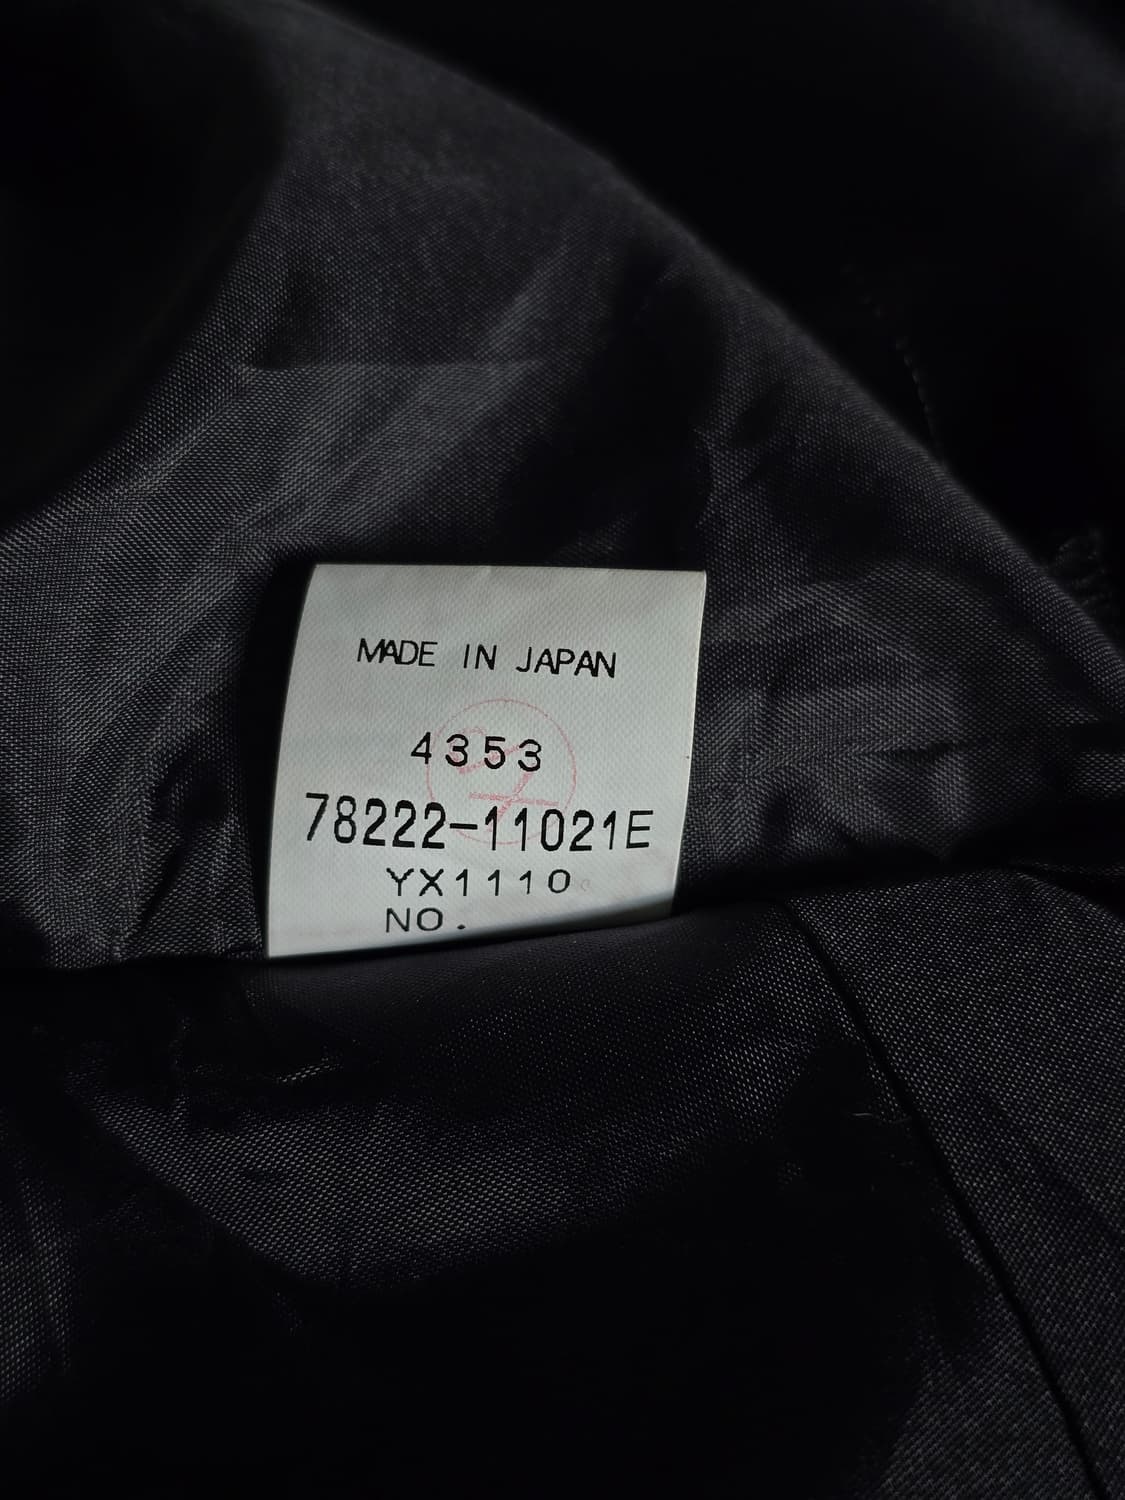 MADE IN JAPAN
4353
78222-11021E
YX1110
NO.